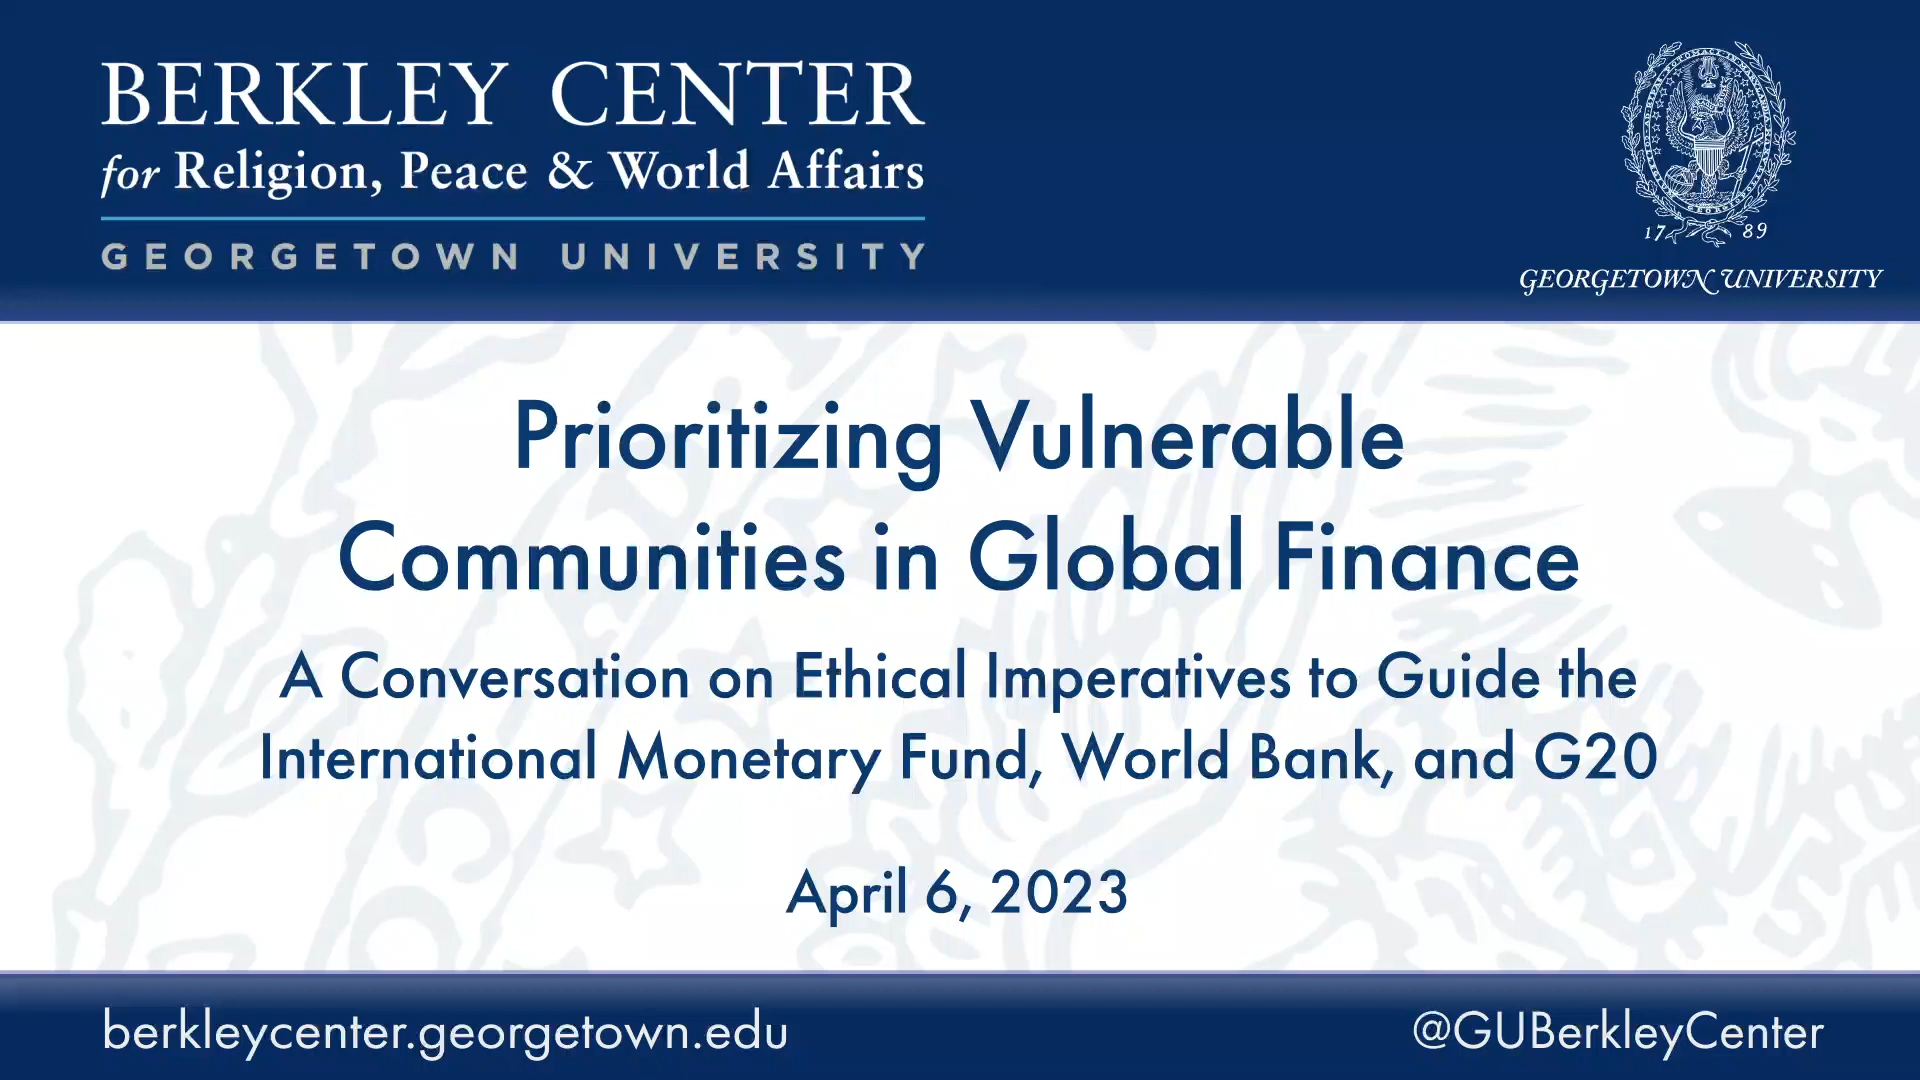 BERKLEY CENTER
for Religion, Peace & World Affairs
GEORGETOWN UNIVERSITY
17 89
GEORGETOWN UNIVERSITY
Prioritizing Vulnerable
Communities in Global Finance
A Conversation on Ethical Imperatives to Guide the
International Monetary Fund, World Bank, and G20
April 6, 2023
berkleycenter.georgetown.edu
@GUBerkleyCenter